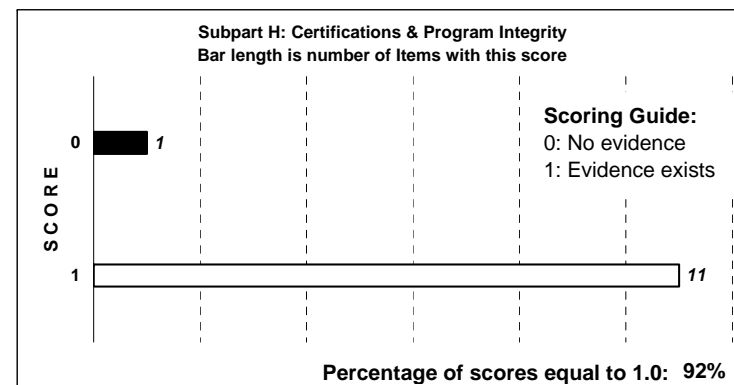 Subpart H: Certifications & Program Integrity
Bar length is number of Items with this score
Scoring Guide:
0: No evidence
1: Evidence exists
SCORE
0 1
1 11
Percentage of scores equal to 1.0: 92%